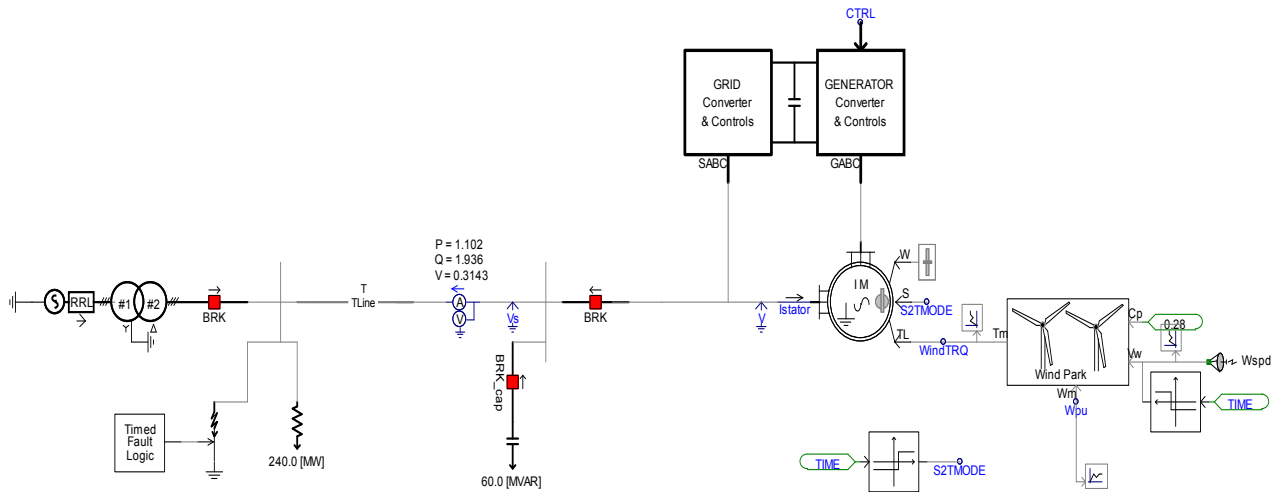 CTRL
GRID
Converter
& Controls
GENERATOR
Converter
& Controls
SABC
GABC
P = 1.102
Q = 1.936
V = 0.3143
RRL
#1
#2
BRK
T
TLine
A
V
Vs
BRK
V
Istator
IM
W
S
S2TMODE
TL
WindTRQ
Tm
Wind Park
Cp
0.28
Vw
Wspd
Wm
Wpu
TIME
BRK_cap
Timed
Fault
Logic
240.0 [MW]
60.0 [MVAR]
TIME
S2TMODE